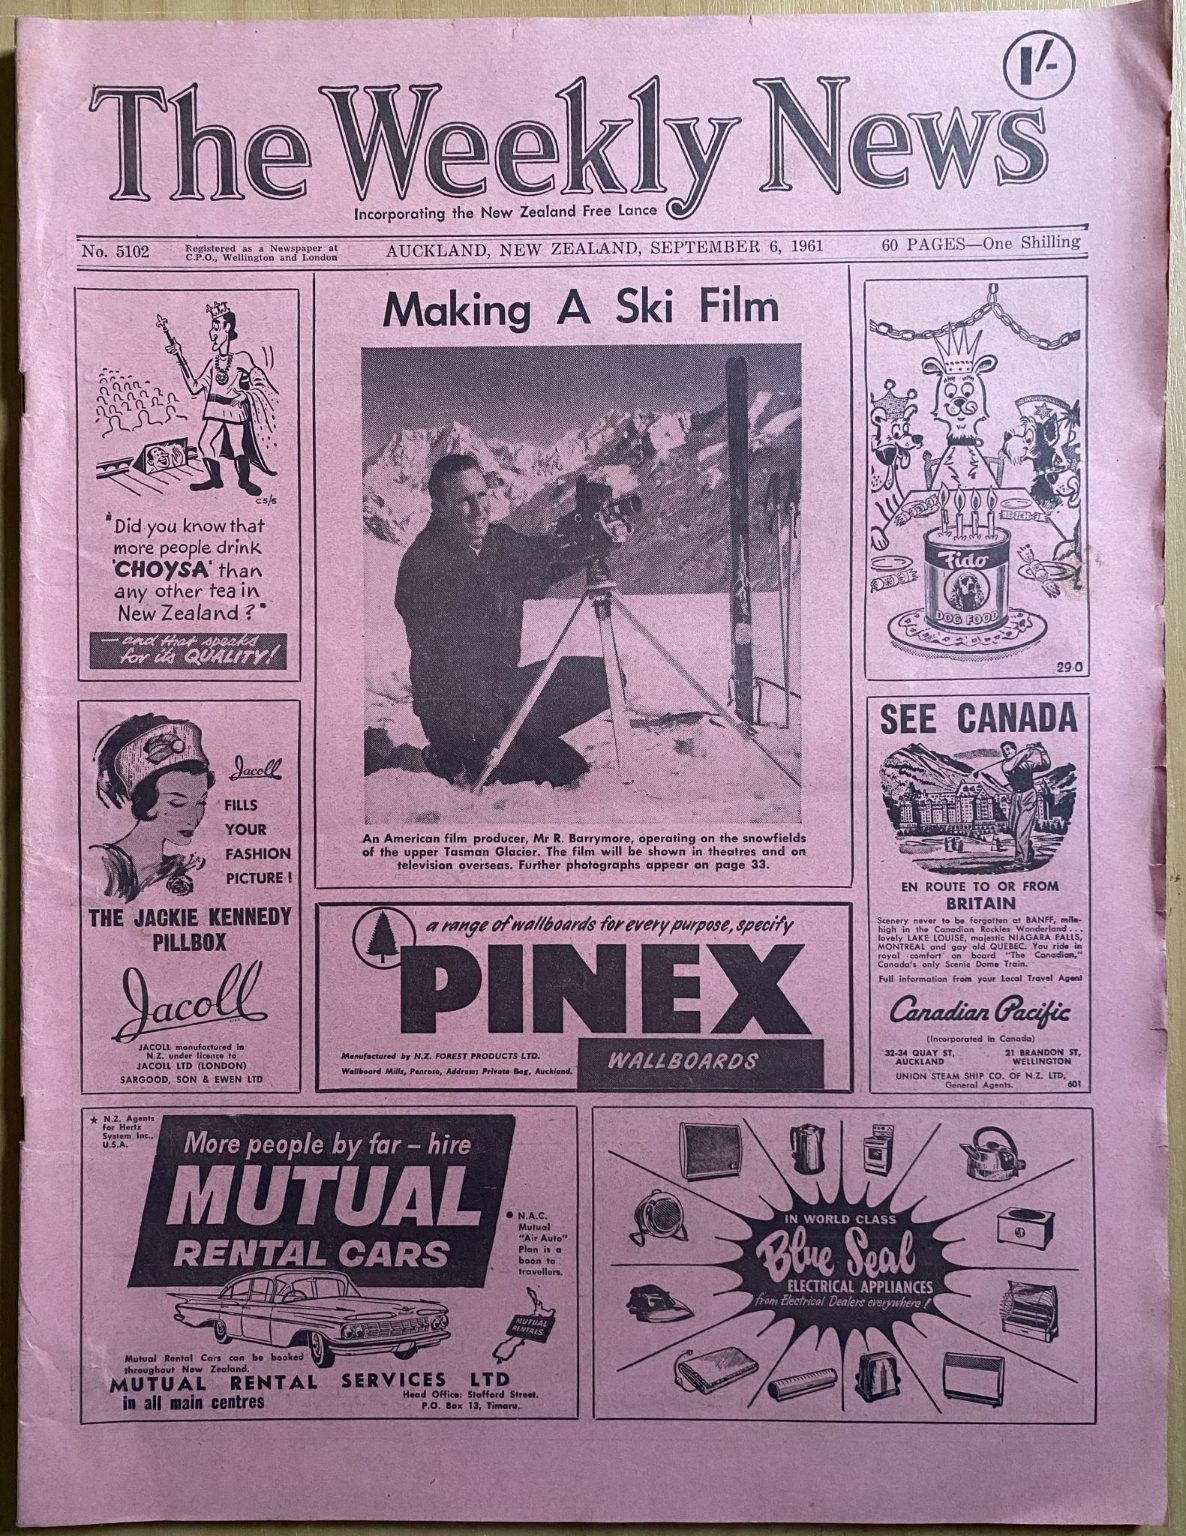 1/-
The Weekly News
Incorporating the New Zealand Free Lance
No. 5102
Registered as a Newspaper at
C.P.O., Wellington and London
AUCKLAND, NEW ZEALAND, SEPTEMBER 6, 1961
60 PAGES—One Shilling
CS/S
"Did you know that
more people drink
'CHOYSA' than
any other tea in
New Zealand?"
— and that speaks
for its QUALITY!
Jacoll
FILLS
YOUR
FASHION
PICTURE!
THE JACKIE KENNEDY
PILLBOX
Jacoll
JACOLL manufactured in
N.Z. under licence to
JACOLL LTD (LONDON)
SARGOOD, SON & EWEN LTD
Making A Ski Film
An American film producer, Mr R. Barrymore, operating on the snowfields
of the upper Tasman Glacier. The film will be shown in theatres and on
television overseas. Further photographs appear on page 33.
a range of wallboards for every purpose, specify
PINEX
WALLBOARDS
Manufactured by N.Z. FOREST PRODUCTS LTD.
Wallboard Mills, Penrose, Address: Private Bag, Auckland.
Fido
DOG FOOD
29·0
SEE CANADA
EN ROUTE TO OR FROM
BRITAIN
Scenery never to be forgotten at BANFF, mile-
high in the Canadian Rockies Wonderland...
lovely LAKE LOUISE, majestic NIAGARA FALLS,
MONTREAL and gay old QUEBEC. You ride in
royal comfort on board "The Canadian,"
Canada's only Scenic Dome Train.
Full information from your Local Travel Agent
Canadian Pacific
(Incorporated in Canada)
32-34 QUAY ST, 21 BRANDON ST,
AUCKLAND WELLINGTON
UNION STEAM SHIP CO. OF N.Z. LTD,
General Agents. 601
★ N.Z. Agents
for Hertz
System Inc.,
U.S.A.
More people by far – hire
MUTUAL
RENTAL CARS
● N.A.C.
Mutual
"Air Auto"
Plan is a
boon to
travellers.
MUTUAL
RENTALS
Mutual Rental Cars can be booked
throughout New Zealand.
MUTUAL RENTAL SERVICES LTD
in all main centres
Head Office: Stafford Street.
P.O. Box 13, Timaru.
IN WORLD CLASS
Blue Seal
ELECTRICAL APPLIANCES
from Electrical Dealers everywhere!